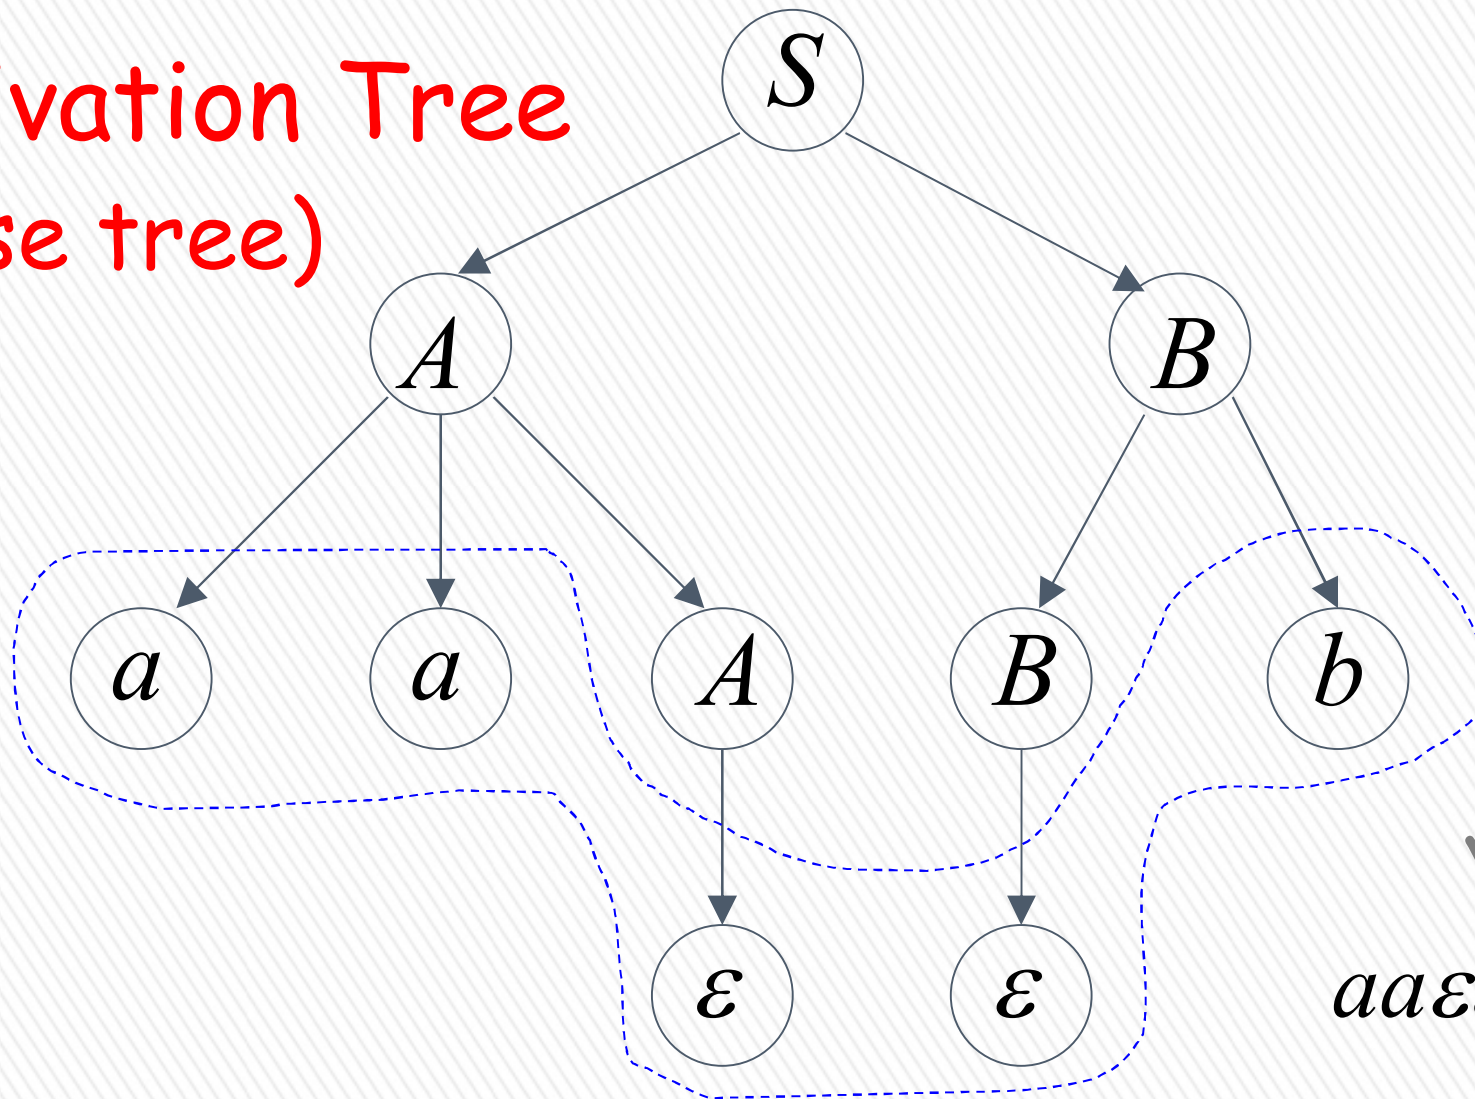 vation Tree
se tree)
S
A B
a a A B b
ε ε
aaε